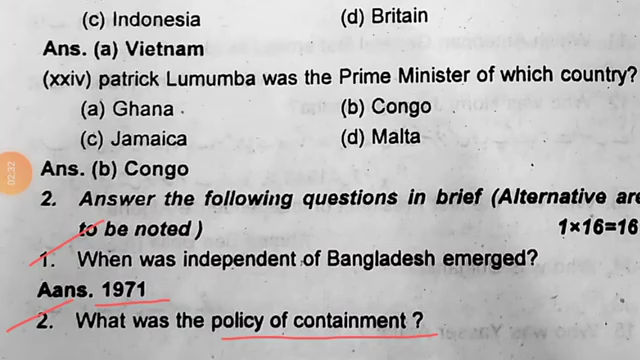 (c) Indonesia (d) Britain
Ans. (a) Vietnam
(xxiv) patrick Lumumba was the Prime Minister of which country?
(a) Ghana (b) Congo
(c) Jamaica (d) Malta
Ans. (b) Congo
2. Answer the following questions in brief (Alternative are
to be noted) 1×16=16
1. When was independent of Bangladesh emerged?
Aans. 1971
2. What was the policy of containment ?
02:32